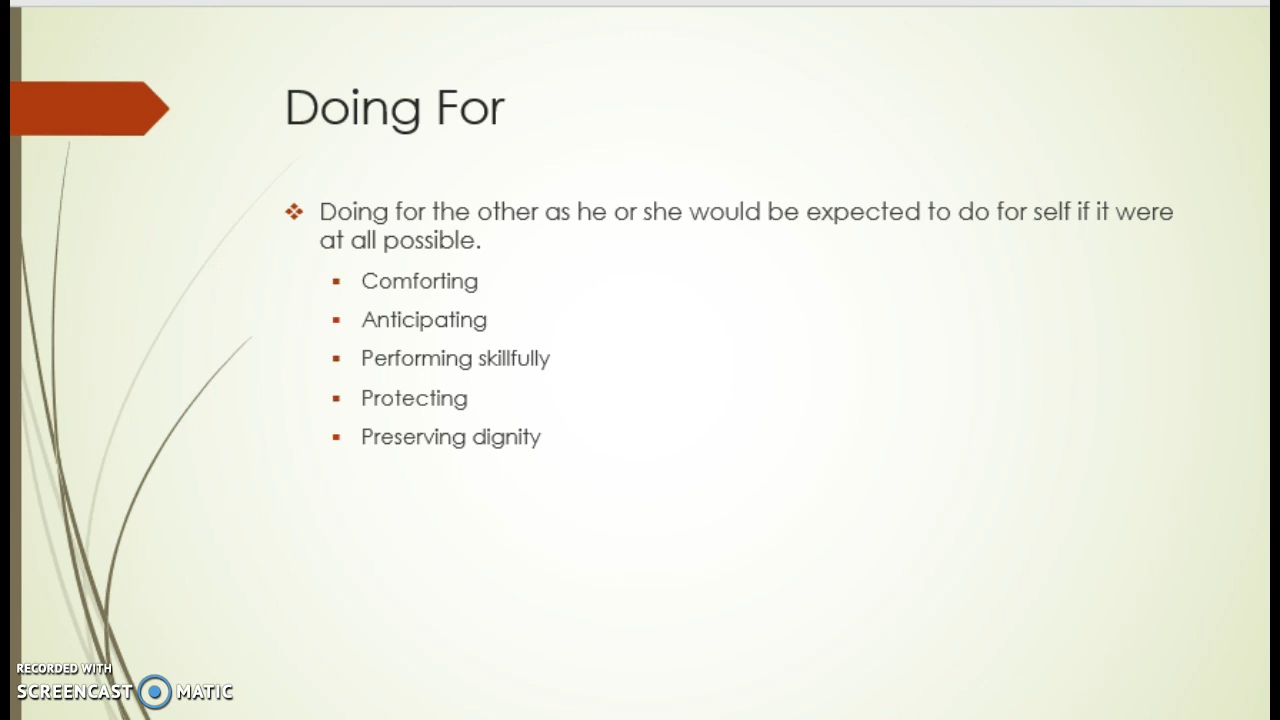 Doing For
Doing for the other as he or she would be expected to do for self if it were
at all possible.
Comforting
Anticipating
Performing skillfully
Protecting
Preserving dignity
RECORDED WITH
SCREENCAST MATIC